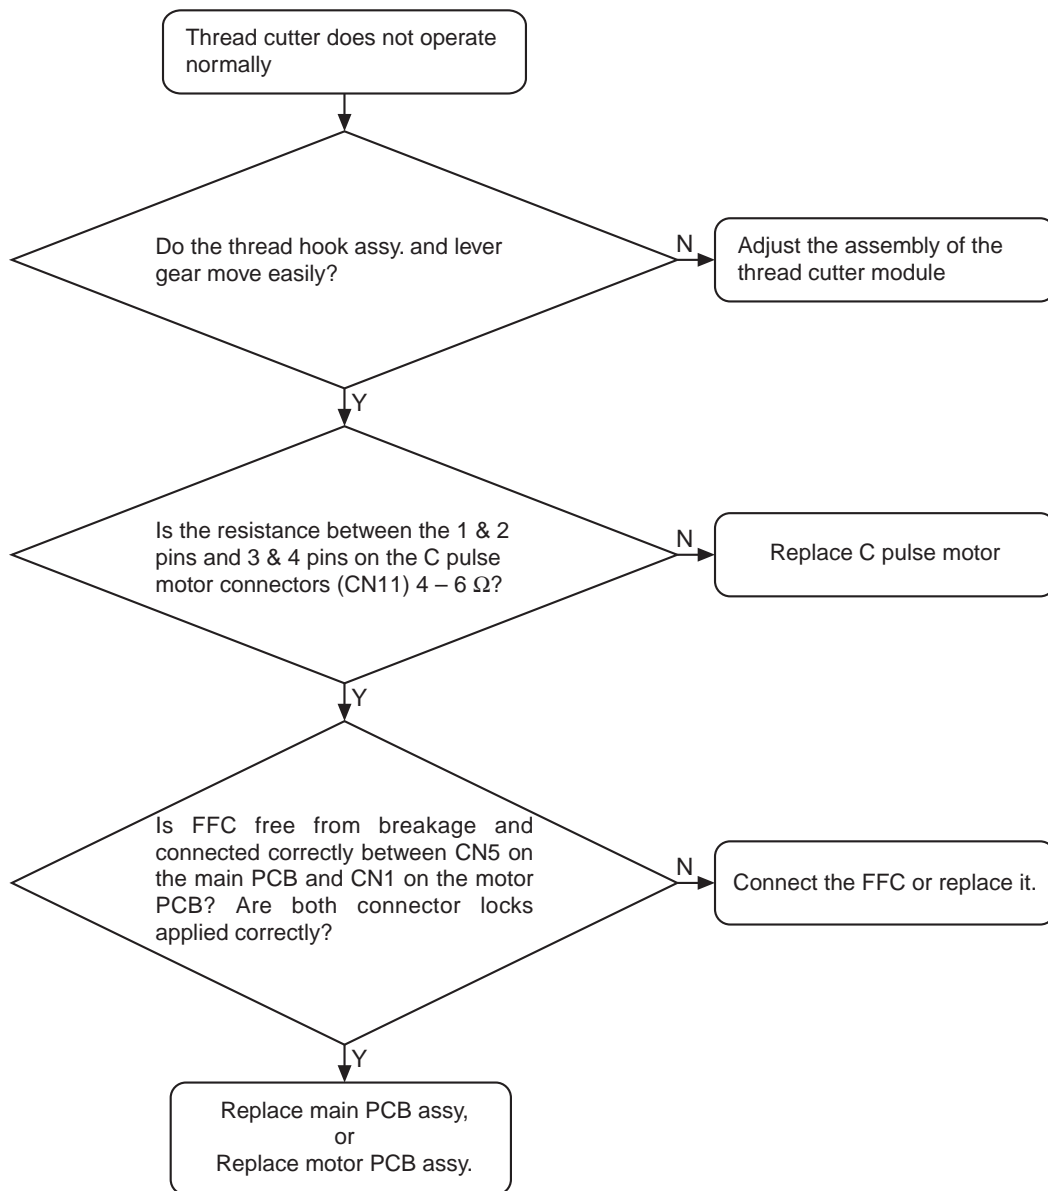 Thread cutter does not operate
normally
Do the thread hook assy. and lever
gear move easily?
N
Adjust the assembly of the
thread cutter module
Y
Is the resistance between the 1 & 2
pins and 3 & 4 pins on the C pulse
motor connectors (CN11) 4 – 6 Ω?
N
Replace C pulse motor
Y
Is FFC free from breakage and
connected correctly between CN5 on
the main PCB and CN1 on the motor
PCB? Are both connector locks
applied correctly?
N
Connect the FFC or replace it.
Y
Replace main PCB assy,
or
Replace motor PCB assy.